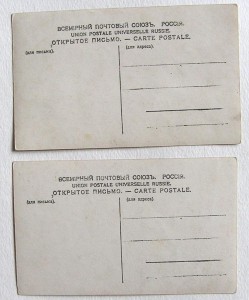 ВСЕМІРНЫЙ ПОЧТОВЫЙ СОЮЗЪ. РОССІЯ.
UNION POSTALE UNIVERSELLE RUSSIE.
ОТКРЫТОЕ ПИСЬМО. — CARTE POSTALE.
(для письма). (для адреса)
ВСЕМІРНЫЙ ПОЧТОВЫЙ СОЮЗЪ. РОССІЯ.
UNION POSTALE UNIVERSELLE RUSSIE.
ОТКРЫТОЕ ПИСЬМО. — CARTE POSTALE.
(для письма). (для адреса)